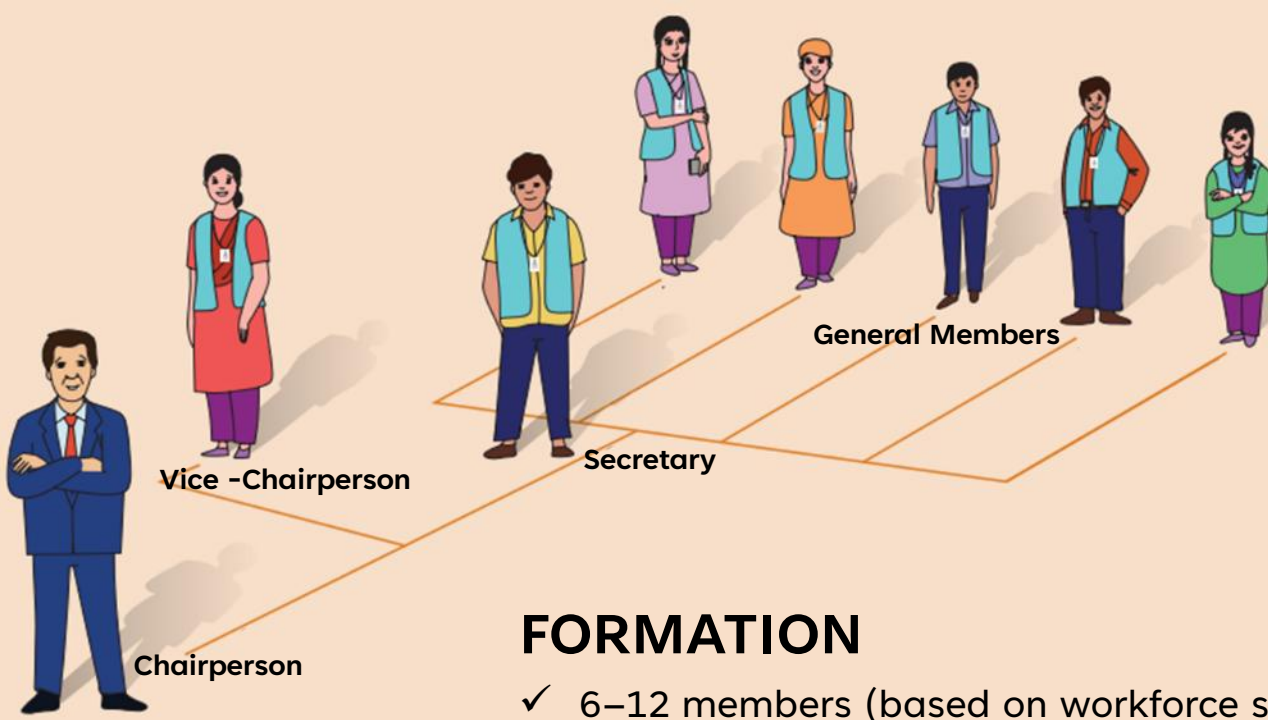 General Members
Secretary
Vice -Chairperson
Chairperson
FORMATION
✓ 6–12 members (based on workforce